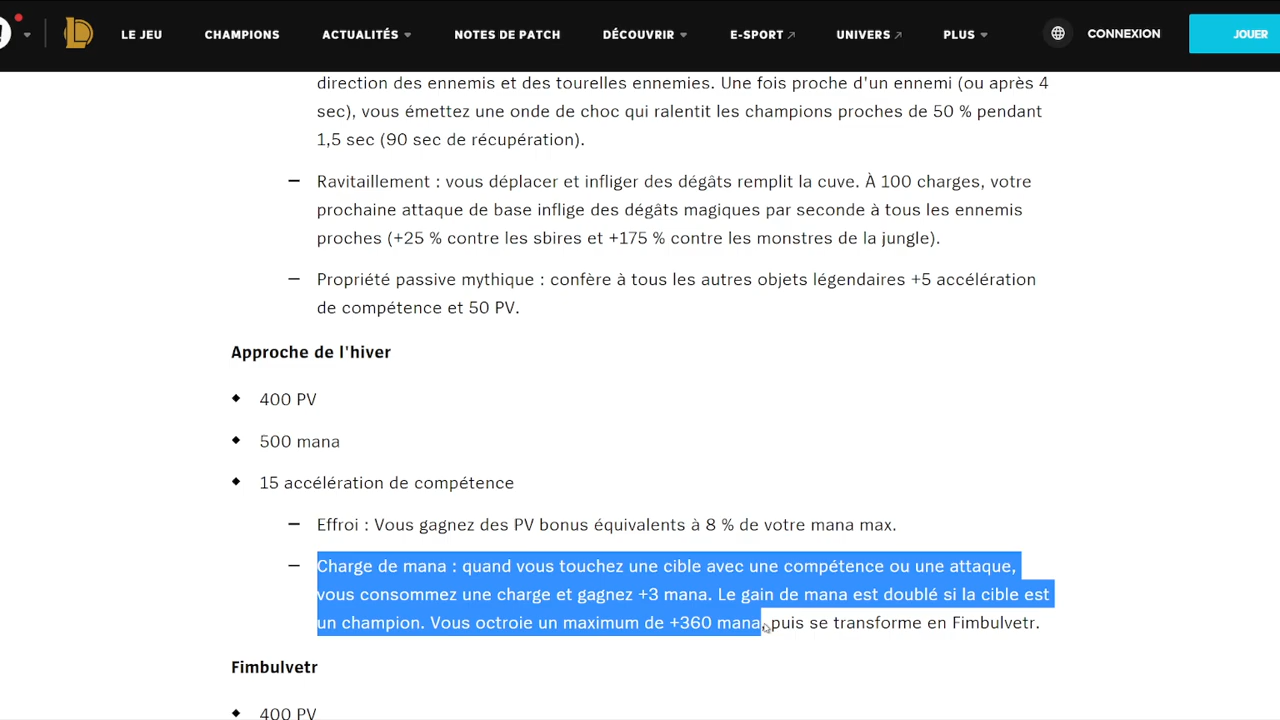 LE JEU CHAMPIONS ACTUALITÉS NOTES DE PATCH DÉCOUVRIR E-SPORT UNIVERS PLUS CONNEXION JOUER
direction des ennemis et des tourelles ennemies. Une fois proche d'un ennemi (ou après 4
sec), vous émettez une onde de choc qui ralentit les champions proches de 50 % pendant
1,5 sec (90 sec de récupération).
– Ravitaillement : vous déplacer et infliger des dégâts remplit la cuve. À 100 charges, votre
prochaine attaque de base inflige des dégâts magiques par seconde à tous les ennemis
proches (+25 % contre les sbires et +175 % contre les monstres de la jungle).
– Propriété passive mythique : confère à tous les autres objets légendaires +5 accélération
de compétence et 50 PV.
Approche de l'hiver
◆ 400 PV
◆ 500 mana
◆ 15 accélération de compétence
– Effroi : Vous gagnez des PV bonus équivalents à 8 % de votre mana max.
– Charge de mana : quand vous touchez une cible avec une compétence ou une attaque,
vous consommez une charge et gagnez +3 mana. Le gain de mana est doublé si la cible est
un champion. Vous octroie un maximum de +360 mana, puis se transforme en Fimbulvetr.
Fimbulvetr
◆ 400 PV